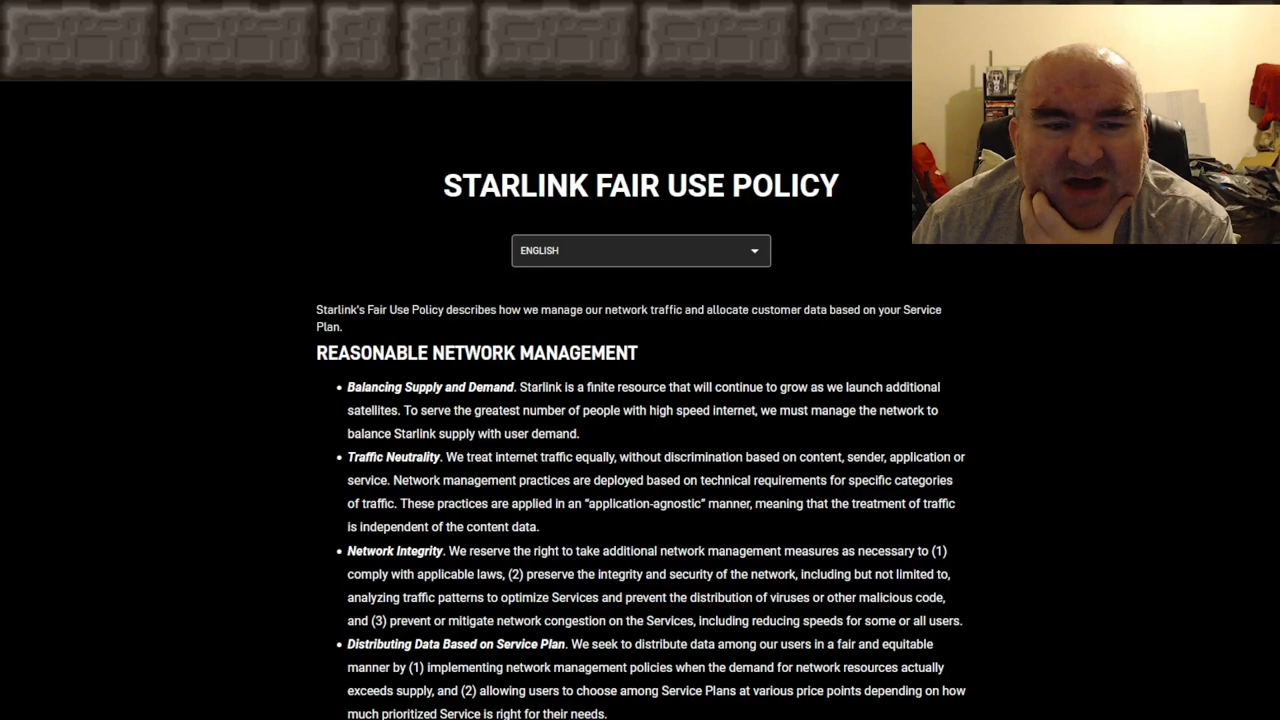 STARLINK FAIR USE POLICY
ENGLISH
Starlink's Fair Use Policy describes how we manage our network traffic and allocate customer data based on your Service
Plan.
REASONABLE NETWORK MANAGEMENT
• Balancing Supply and Demand. Starlink is a finite resource that will continue to grow as we launch additional
satellites. To serve the greatest number of people with high speed internet, we must manage the network to
balance Starlink supply with user demand.
• Traffic Neutrality. We treat internet traffic equally, without discrimination based on content, sender, application or
service. Network management practices are deployed based on technical requirements for specific categories
of traffic. These practices are applied in an “application-agnostic” manner, meaning that the treatment of traffic
is independent of the content data.
• Network Integrity. We reserve the right to take additional network management measures as necessary to (1)
comply with applicable laws, (2) preserve the integrity and security of the network, including but not limited to,
analyzing traffic patterns to optimize Services and prevent the distribution of viruses or other malicious code,
and (3) prevent or mitigate network congestion on the Services, including reducing speeds for some or all users.
• Distributing Data Based on Service Plan. We seek to distribute data among our users in a fair and equitable
manner by (1) implementing network management policies when the demand for network resources actually
exceeds supply, and (2) allowing users to choose among Service Plans at various price points depending on how
much prioritized Service is right for their needs.